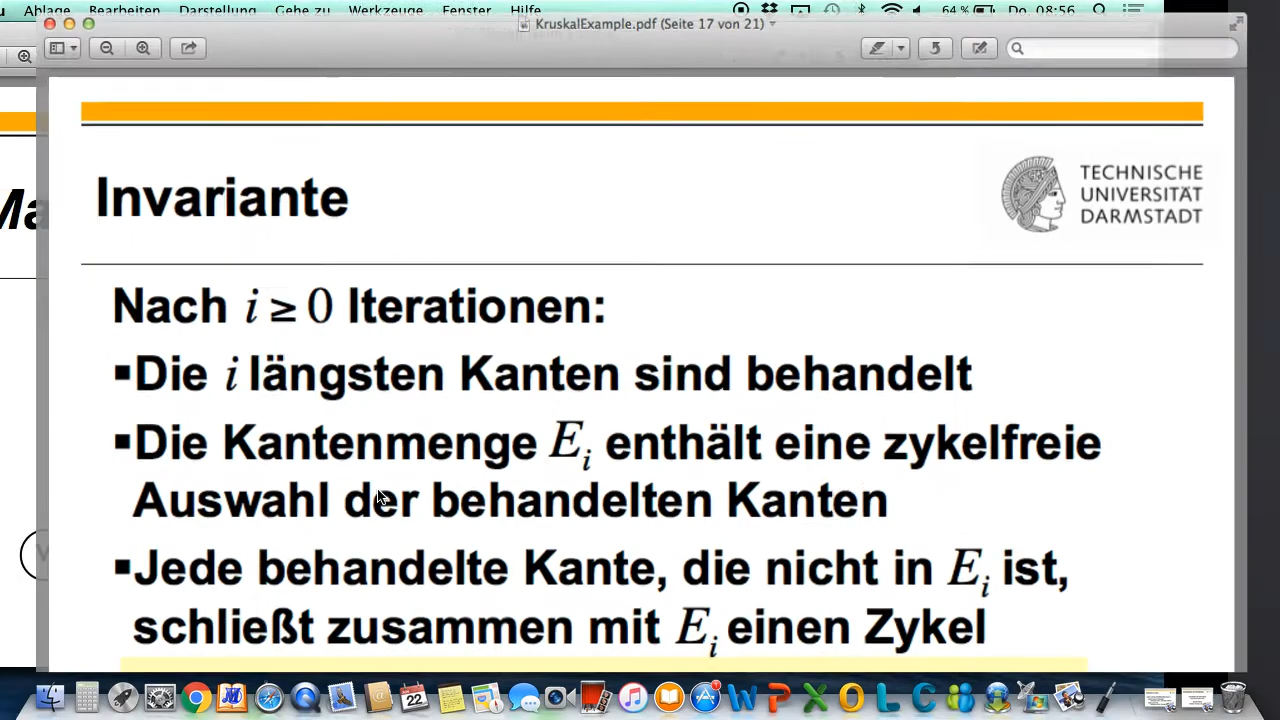 Ablage Bearbeiten Darstellung Gehe zu Werkzeuge Fenster Hilfe 64 % Do. 08:56
KruskalExample.pdf (Seite 17 von 21)
Invariante
TECHNISCHE
UNIVERSITÄT
DARMSTADT
Nach i ≥ 0 Iterationen:
▪Die i längsten Kanten sind behandelt
▪Die Kantenmenge Ei enthält eine zykelfreie
Auswahl der behandelten Kanten
▪Jede behandelte Kante, die nicht in Ei ist,
schließt zusammen mit Ei einen Zykel
22